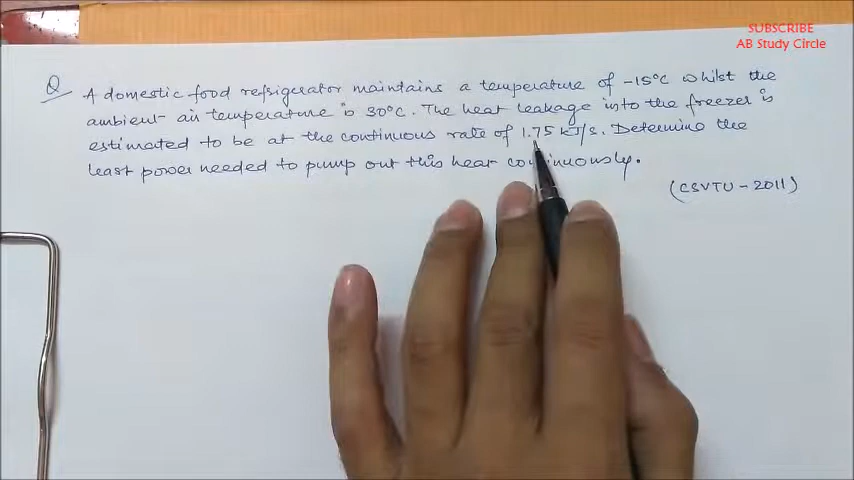 SUBSCRIBE
AB Study Circle
Q A domestic food refrigerator maintains a temperature of -15°C whilst the
ambient air temperature is 30°C. The heat leakage into the freezer is
estimated to be at the continuous rate of 1.75 kJ/s. Determine the
least power needed to pump out this heat continuously.
(CSVTU - 2011)